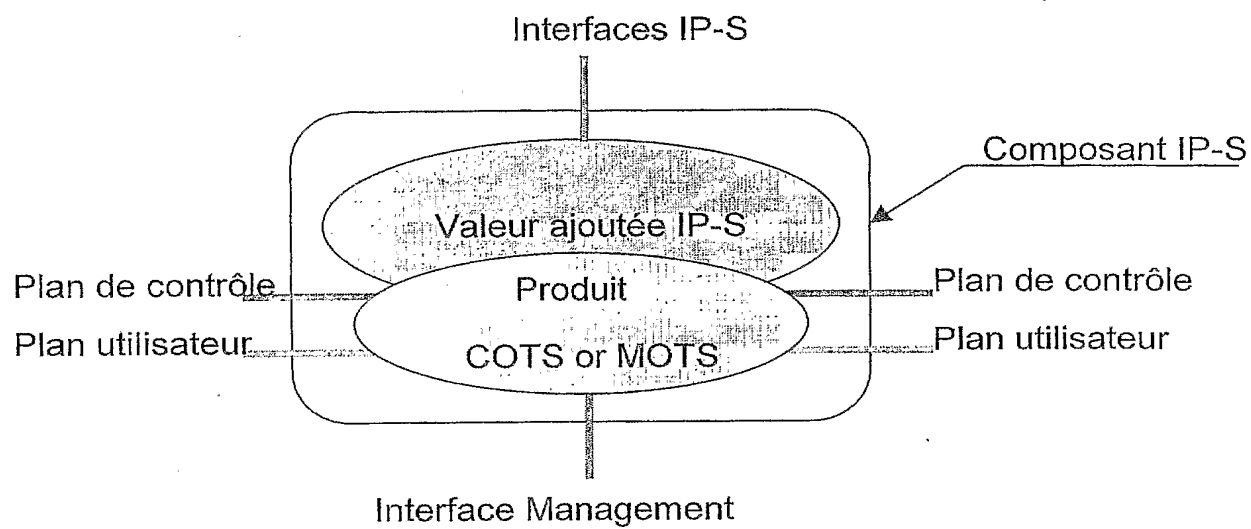 Interfaces IP-S
Composant IP-S
Valeur ajoutée IP-S
Plan de contrôle
Produit
Plan de contrôle
Plan utilisateur
COTS or MOTS
Plan utilisateur
Interface Management